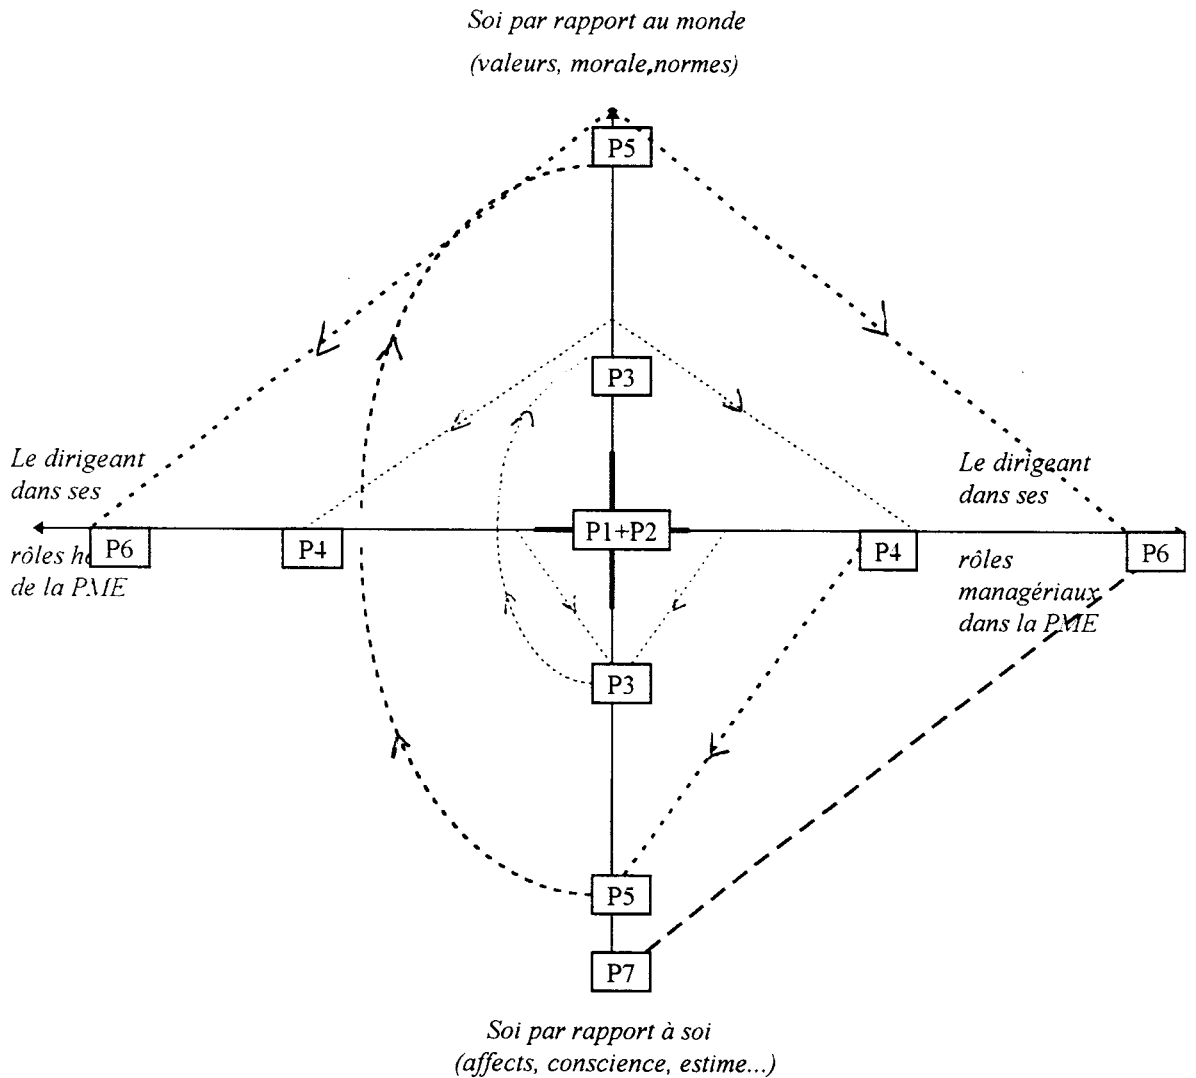 Soi par rapport au monde
(valeurs, morale,normes)
P5
P3
Le dirigeant
dans ses
Le dirigeant
dans ses
P6
P4
P1+P2
P4
P6
rôles
de la PME
rôles
managériaux
dans la PME
P3
P5
P7
Soi par rapport à soi
(affects, conscience, estime...)